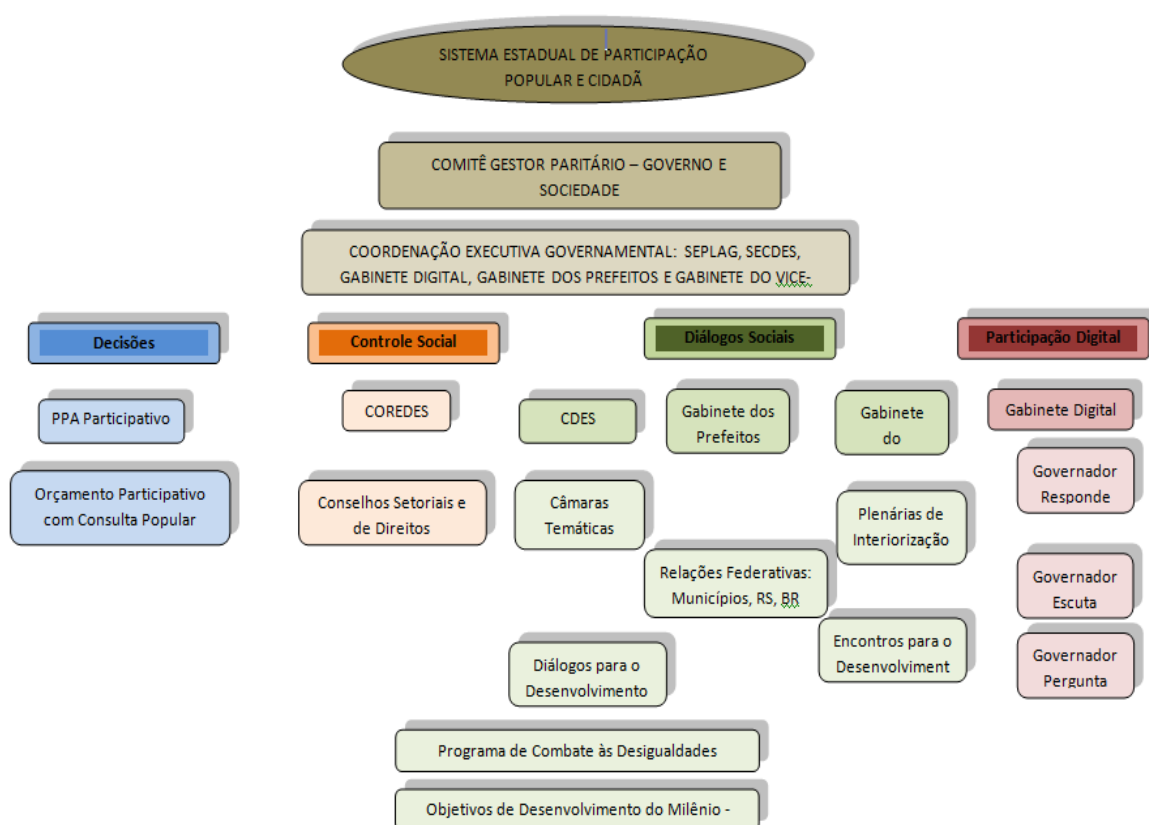 SISTEMA ESTADUAL DE PARTICIPAÇÃO
POPULAR E CIDADÃ
COMITÊ GESTOR PARITÁRIO – GOVERNO E
SOCIEDADE
COORDENAÇÃO EXECUTIVA GOVERNAMENTAL: SEPLAG, SECDES,
GABINETE DIGITAL, GABINETE DOS PREFEITOS E GABINETE DO VICE-
Decisões
Controle Social
Diálogos Sociais
Participação Digital
PPA Participativo
COREDES
CDES
Gabinete dos
Prefeitos
Gabinete
do
Gabinete Digital
Orçamento Participativo
com Consulta Popular
Conselhos Setoriais e
de Direitos
Câmaras
Temáticas
Plenárias de
Interiorização
Governador
Responde
Relações Federativas:
Municípios, RS, BR
Governador
Escuta
Diálogos para o
Desenvolvimento
Encontros para o
Desenvolviment
Governador
Pergunta
Programa de Combate às Desigualdades
Objetivos de Desenvolvimento do Milênio -